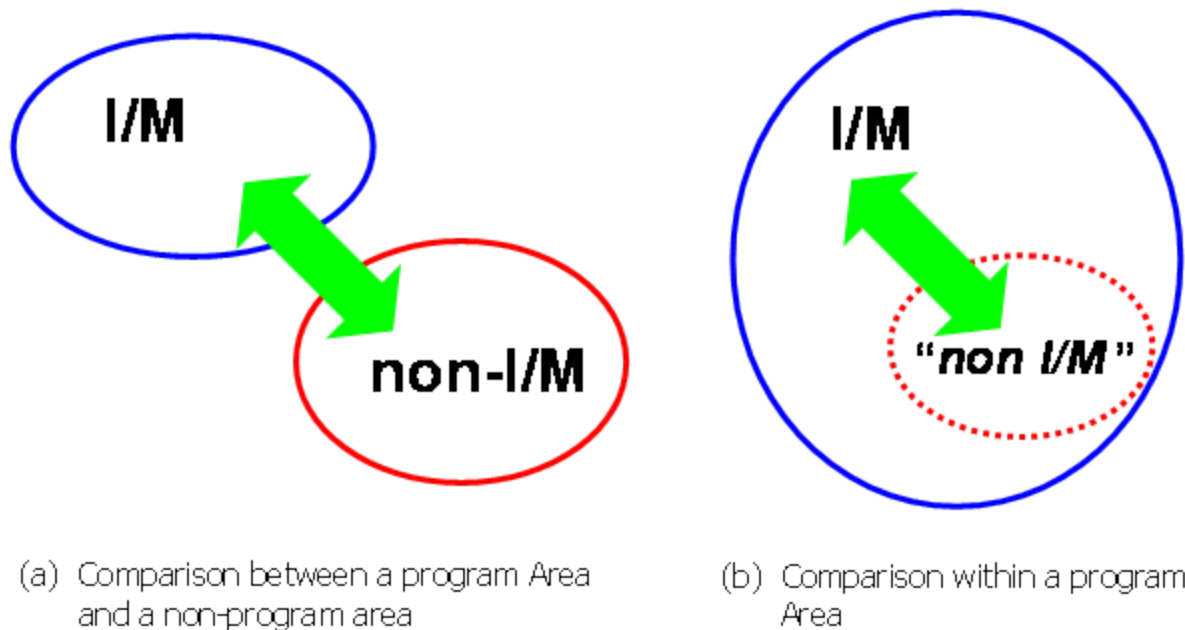 I/M
non-I/M
(a) Comparison between a program Area
and a non-program area
I/M
“non I/M”
(b) Comparison within a program
Area